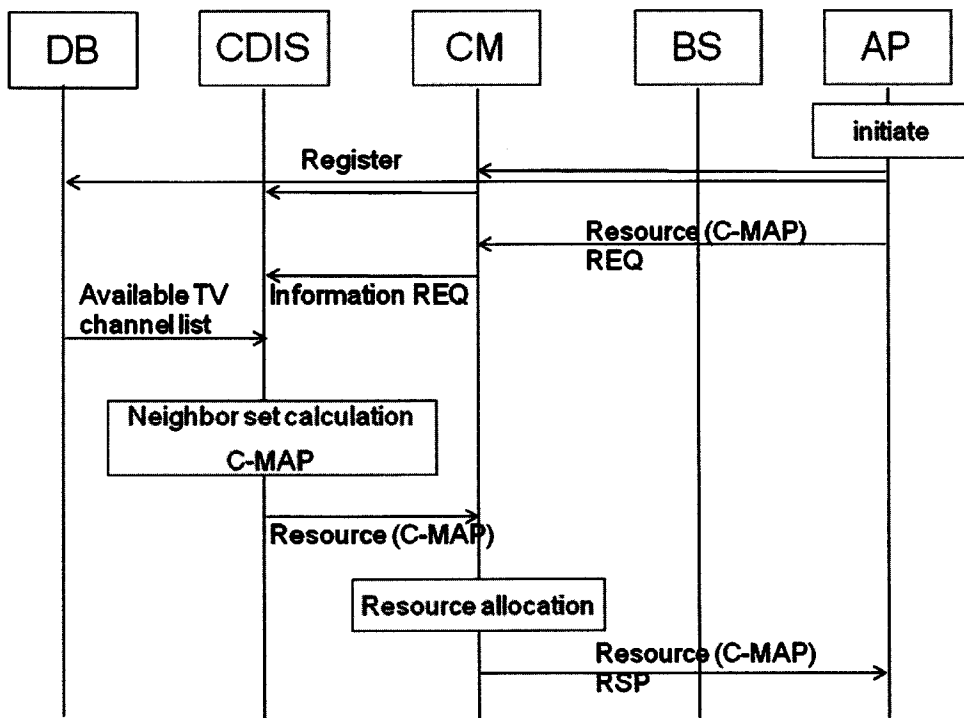 DB CDIS CM BS AP
initiate
Register
Resource (C-MAP)
REQ
Information REQ
Available TV
channel list
Neighbor set calculation
C-MAP
Resource (C-MAP)
Resource allocation
Resource (C-MAP)
RSP